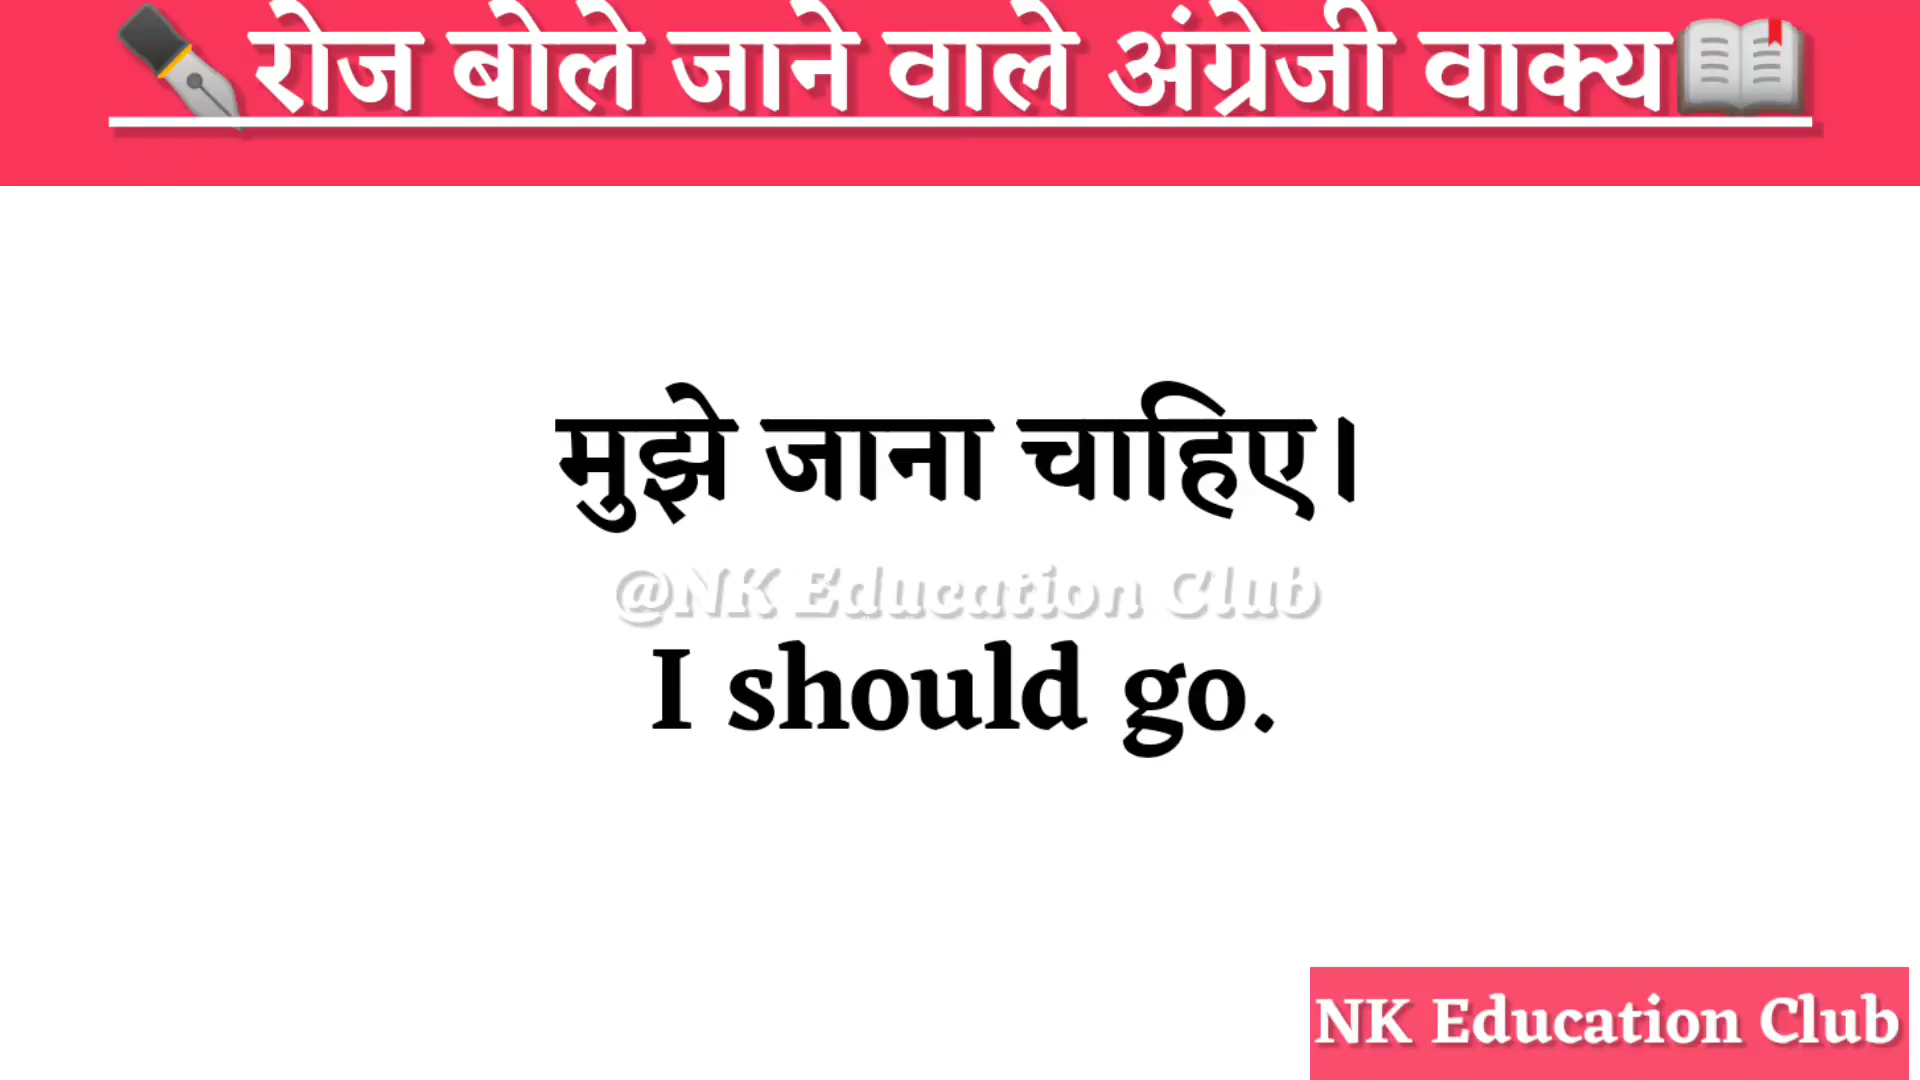 रोज बोले जाने वाले अंग्रेजी वाक्य
मुझे जाना चाहिए।
@NK Education Club
I should go.
NK Education Club